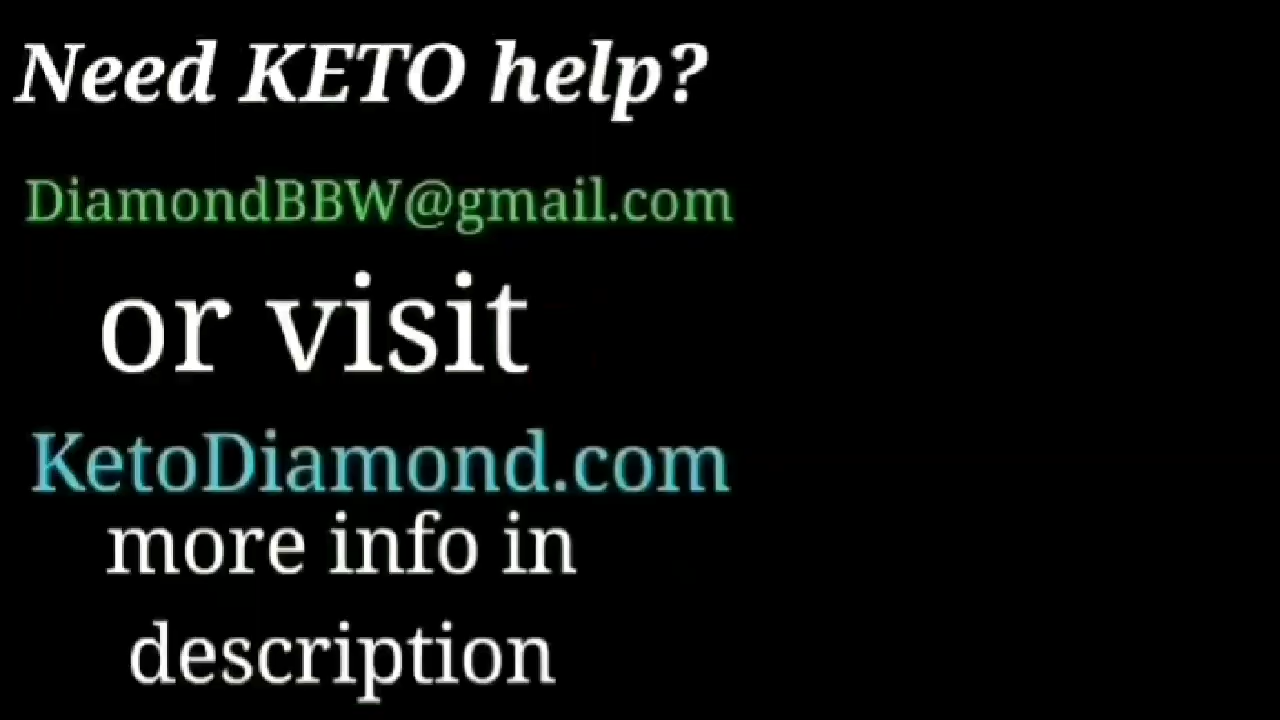 Need KETO help?
DiamondBBW@gmail.com
or visit
KetoDiamond.com
more info in
description